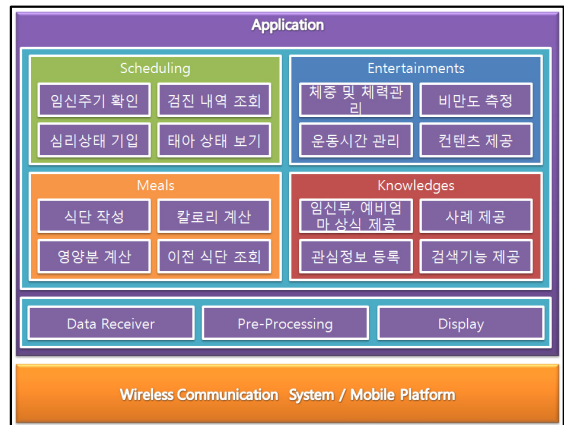 Application
Scheduling
임신주기 확인
검진 내역 조회
심리상태 기입
태아 상태 보기
Entertainments
체중 및 체력관
리
비만도 측정
운동시간 관리
컨텐츠 제공
Meals
식단 작성
칼로리 계산
영양분 계산
이전 식단 조회
Knowledges
임신부, 예비엄
마 상식 제공
사례 제공
관심정보 등록
검색기능 제공
Data Receiver
Pre-Processing
Display
Wireless Communication System / Mobile Platform